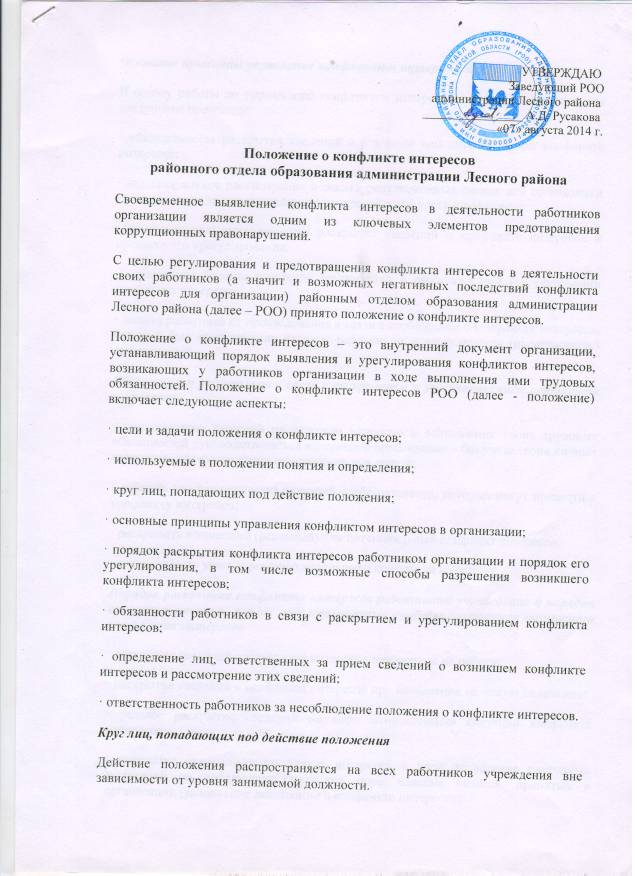 УТВЕРЖДАЮ
Заведующий РОО
администрации Лесного района
А.Д. Русакова
«07» августа 2014 г.
Положение о конфликте интересов
районного отдела образования администрации Лесного района
Своевременное выявление конфликта интересов в деятельности работников
организации является одним из ключевых элементов предотвращения
коррупционных правонарушений.
С целью регулирования и предотвращения конфликта интересов в деятельности
своих работников (а значит и возможных негативных последствий конфликта
интересов для организации) районным отделом образования администрации
Лесного района (далее – РОО) принято положение о конфликте интересов.
Положение о конфликте интересов – это внутренний документ организации,
устанавливающий порядок выявления и урегулирования конфликтов интересов,
возникающих у работников организации в ходе выполнения ими трудовых
обязанностей. Положение о конфликте интересов РОО (далее - положение)
включает следующие аспекты:
· цели и задачи положения о конфликте интересов;
· используемые в положении понятия и определения;
· круг лиц, попадающих под действие положения;
· основные принципы управления конфликтом интересов в организации;
· порядок раскрытия конфликта интересов работником организации и порядок его
урегулирования, в том числе возможные способы разрешения возникшего
конфликта интересов;
· обязанности работников в связи с раскрытием и урегулированием конфликта
интересов;
· определение лиц, ответственных за прием сведений о возникшем конфликте
интересов и рассмотрение этих сведений;
· ответственность работников за несоблюдение положения о конфликте интересов.
Круг лиц, попадающих под действие положения
Действие положения распространяется на всех работников учреждения вне
зависимости от уровня занимаемой должности.